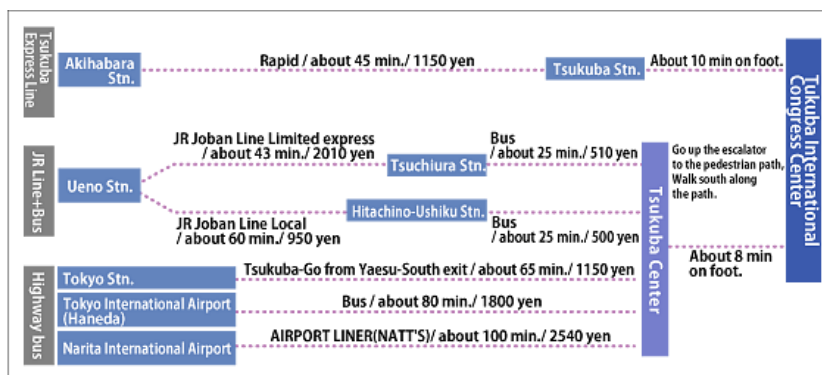 Tsukuba
Express Line
Akihabara
Stn.
Rapid / about 45 min./ 1150 yen
Tsukuba Stn.
About 10 min on foot.
Tukuba International
Congress Center
JR Line+Bus
Ueno Stn.
JR Joban Line Limited express
/ about 43 min./ 2010 yen
Tsuchiura Stn.
Bus
/ about 25 min./ 510 yen
JR Joban Line Local
/ about 60 min./ 950 yen
Hitachino-Ushiku Stn.
Bus
/ about 25 min./ 500 yen
Tsukuba Center
Go up the escalator
to the pedestrian path,
Walk south along
the path.
About 8 min
on foot.
Highway bus
Tokyo Stn.
Tsukuba-Go from Yaesu-South exit / about 65 min./ 1150 yen
Tokyo International Airport
(Haneda)
Bus / about 80 min./ 1800 yen
Narita International Airport
AIRPORT LINER(NATT'S)/ about 100 min./ 2540 yen